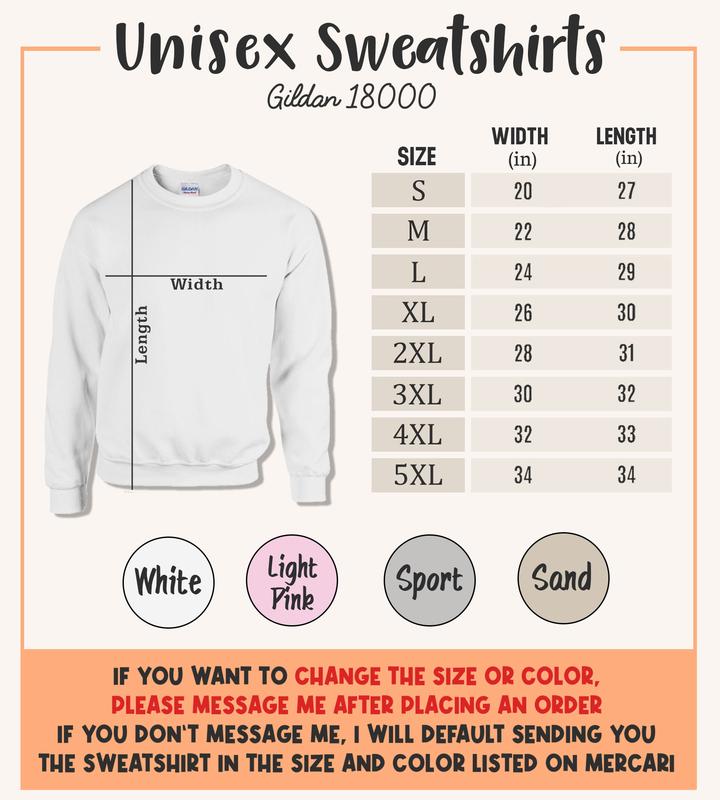 Unisex Sweatshirts
Gildan 18000
SIZE WIDTH (in) LENGTH (in)
S 20 27
M 22 28
L 24 29
XL 26 30
2XL 28 31
3XL 30 32
4XL 32 33
5XL 34 34
GILDAN
Width
Length
White
Light
Pink
Sport
Sand
IF YOU WANT TO CHANGE THE SIZE OR COLOR,
PLEASE MESSAGE ME AFTER PLACING AN ORDER
IF YOU DON'T MESSAGE ME, I WILL DEFAULT SENDING YOU
THE SWEATSHIRT IN THE SIZE AND COLOR LISTED ON MERCARI